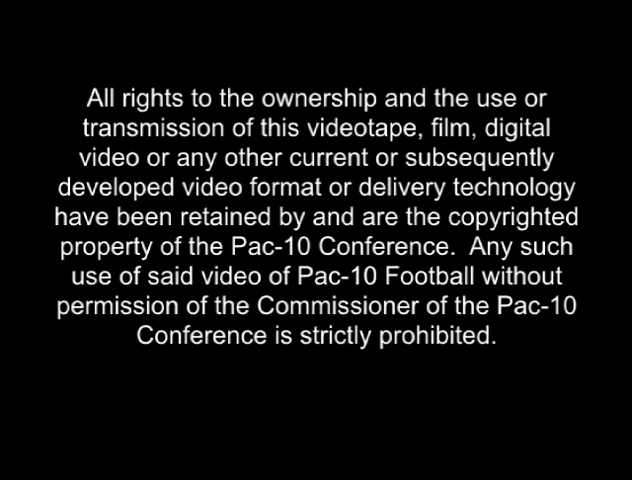 All rights to the ownership and the use or
transmission of this videotape, film, digital
video or any other current or subsequently
developed video format or delivery technology
have been retained by and are the copyrighted
property of the Pac-10 Conference.  Any such
use of said video of Pac-10 Football without
permission of the Commissioner of the Pac-10
Conference is strictly prohibited.